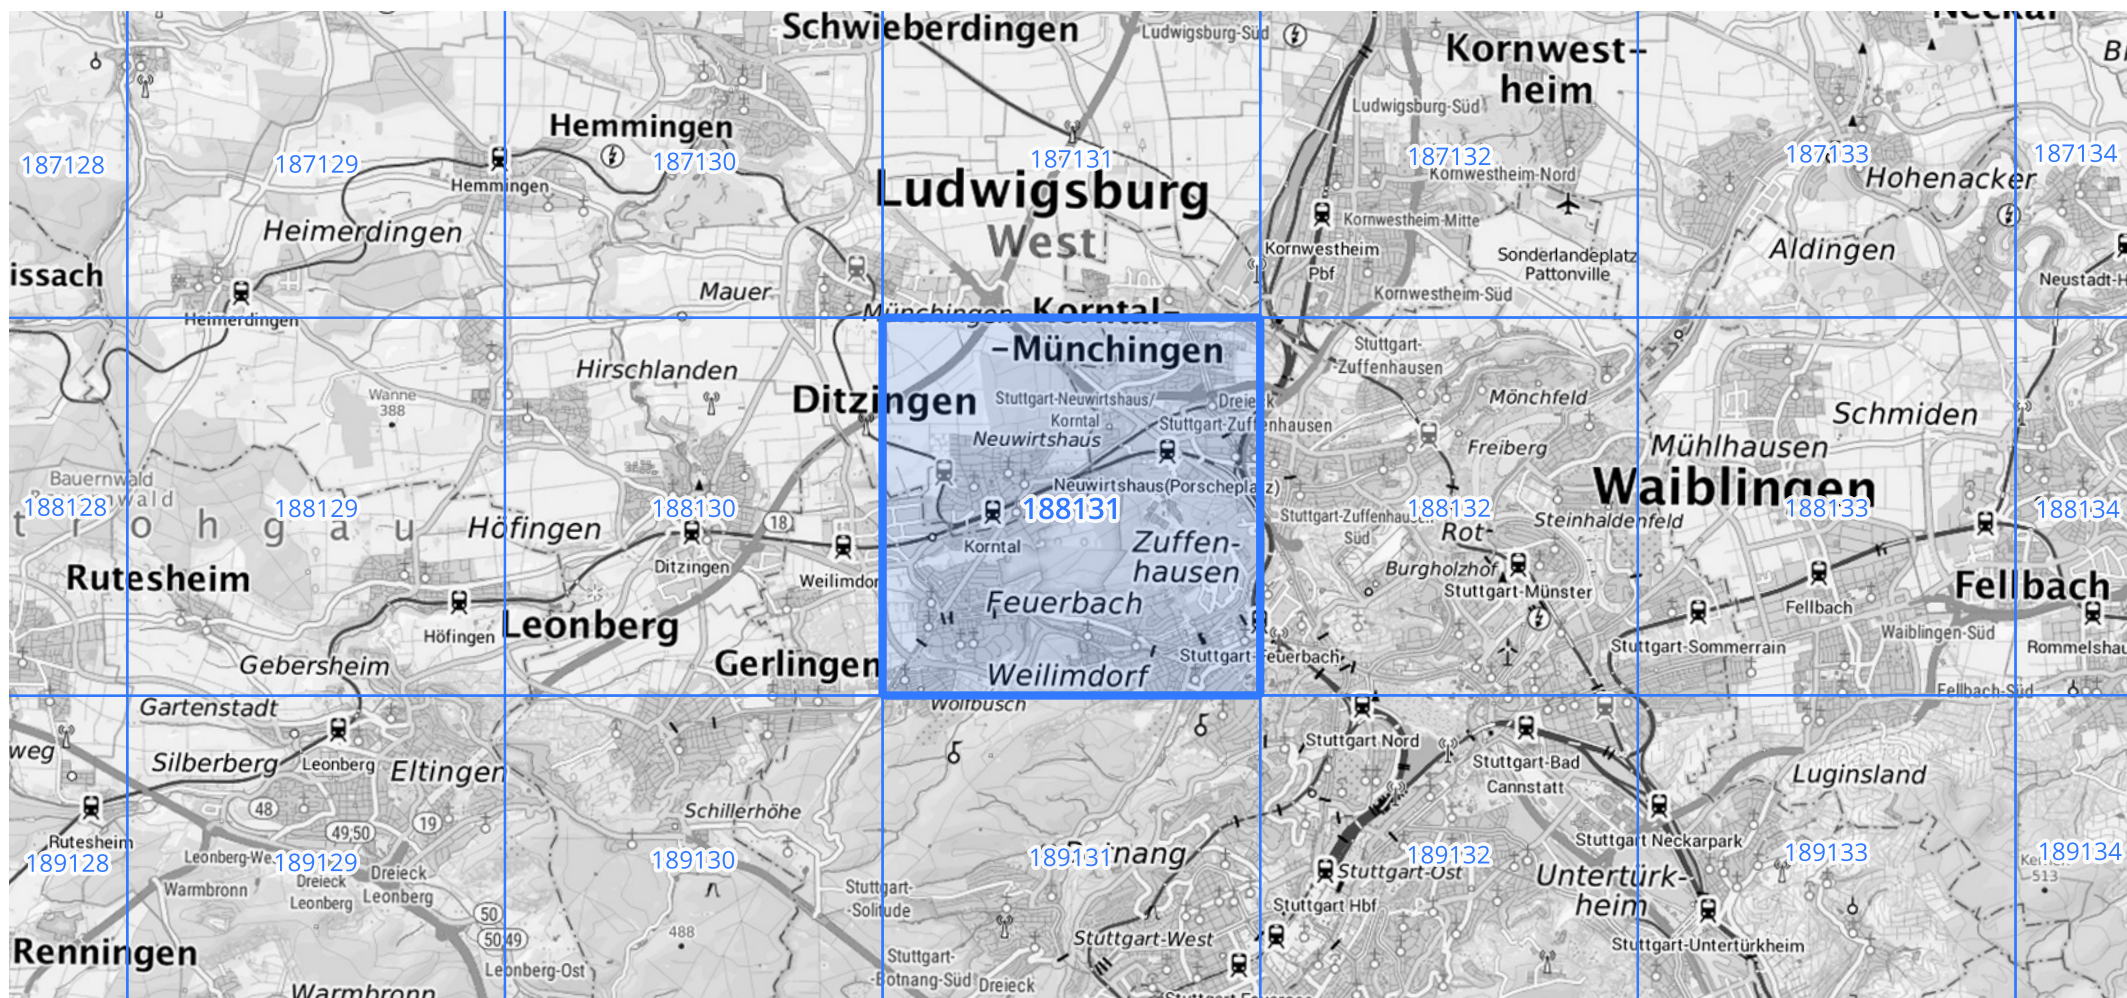 Schwieberdingen
Ludwigsburg-Süd
Kornwest-
heim
Ludwigsburg-Süd
Hemmingen
187128
187129
187130
187131
187132
187133
187134
Hemmingen
Kornwestheim-Nord
Hohenacker
Ludwigsburg
West
Kornwestheim-Mitte
Heimerdingen
Kornwestheim
Pbf
Sonderlandeplatz
Pattonville
Aldingen
issach
Mauer
Neustadt-H
Kornwestheim-Süd
Heimerdingen
Münchingen
Korntal-
-Münchingen
Stuttgart-
-Zuffenhausen
Hirschlanden
Wanne
388
Ditzingen
Stuttgart-Neuwirtshaus/
Korntal
Dreieck
Stuttgart-Zuffenhausen
Neuwirtshaus
Mönchfeld
Freiberg
Schmiden
Mühlhausen
Waiblingen
Bauernwald
Neuwirtshaus(Porscheplatz)
188128
188129
188130
188131
188132
188133
188134
t r o h g a u
Höfingen
18
Stuttgart-Zuffenhausen
Süd
Rot-
Steinhaldenfeld
Korntal
Zuffen-
hausen
Ditzingen
Weilimdor
Burgholzhof
Stuttgart-Münster
Rutesheim
Feuerbach
Fellbach
Fellbach
Höfingen
Leonberg
Waiblingen-Süd
Stuttgart-Sommerrain
Rommelshau
Gebersheim
Gerlingen
Stuttgart-Feuerbach
Weilimdorf
Fellbach-Süd
Gartenstadt
Wolfbusch
weg
Silberberg
Leonberg
Eltingen
Stuttgart Nord
Stuttgart-Bad
Cannstatt
Luginsland
48
49;50
19
Schillerhöhe
Rutesheim
Stuttgart Neckarpark
189128
189129
189130
189131
189132
189133
189134
Leonberg-We
Botnang
513
Warmbronn
Dreieck
Leonberg
Dreieck
Leonberg
Stuttgart-
-Solitude
Stuttgart-Ost
Untertürk-
heim
Stuttgart Hbf
50
50;49
488
Stuttgart-West
Stuttgart-Untertürkheim
Renningen
Leonberg-Ost
Stuttgart-
-Botnang-Süd
Dreieck
Warmbronn